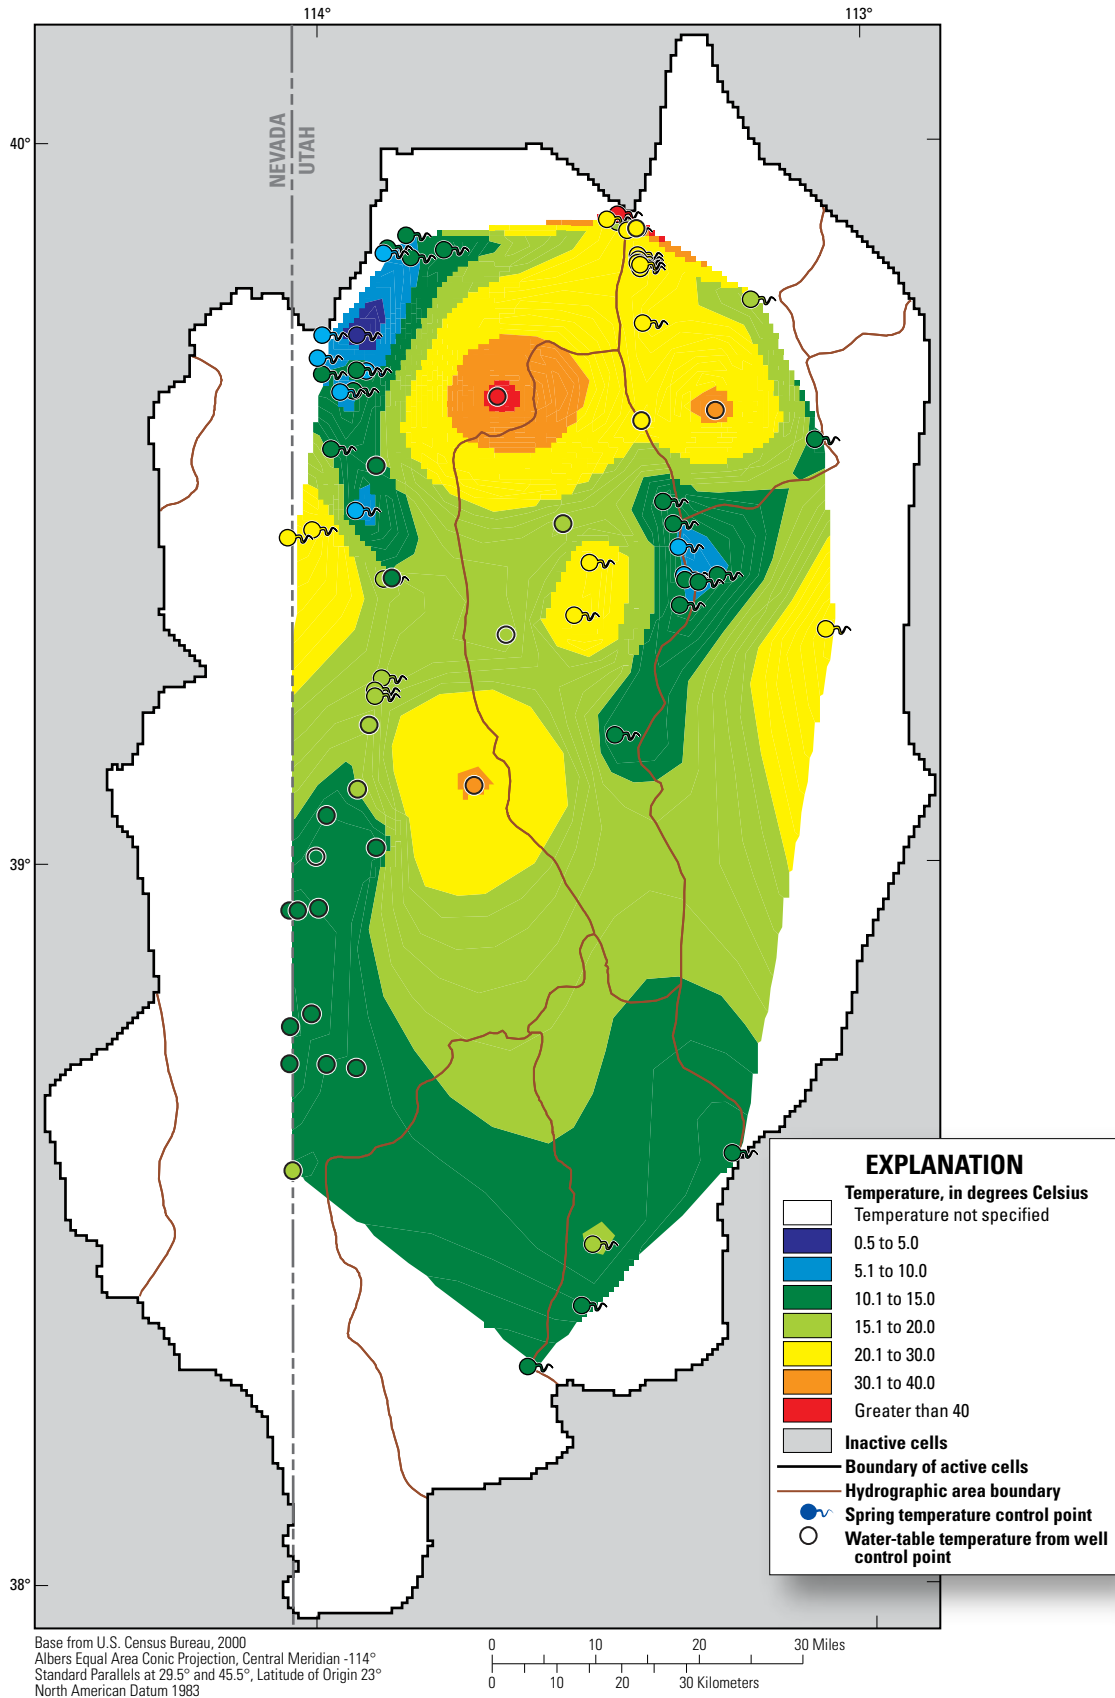 114°
113°
40°
NEVADA
UTAH
39°
38°
EXPLANATION
Temperature, in degrees Celsius
Temperature not specified
0.5 to 5.0
5.1 to 10.0
10.1 to 15.0
15.1 to 20.0
20.1 to 30.0
30.1 to 40.0
Greater than 40
Inactive cells
Boundary of active cells
Hydrographic area boundary
Spring temperature control point
Water-table temperature from well
control point
Base from U.S. Census Bureau, 2000
Albers Equal Area Conic Projection, Central Meridian -114°
Standard Parallels at 29.5° and 45.5°, Latitude of Origin 23°
North American Datum 1983
0 10 20 30 Miles
0 10 20 30 Kilometers